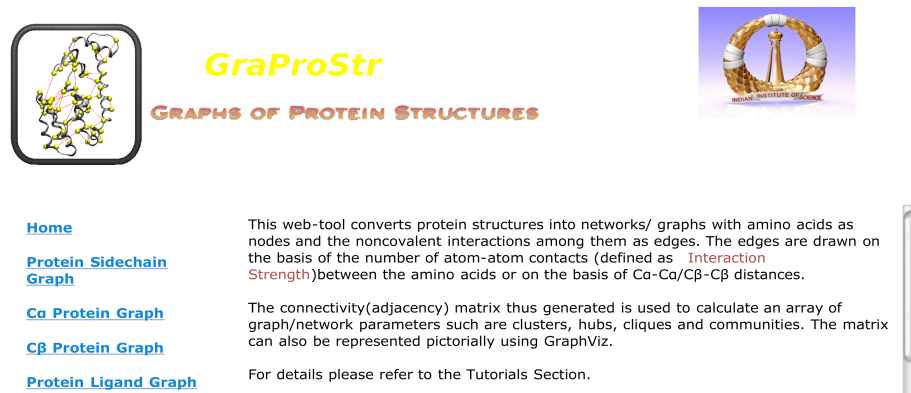 GraProStr
Graphs of Protein Structures
INDIAN INSTITUTE OF SCIENCE
Home
Protein Sidechain
Graph
Cα Protein Graph
Cβ Protein Graph
Protein Ligand Graph
This web-tool converts protein structures into networks/ graphs with amino acids as
nodes and the noncovalent interactions among them as edges. The edges are drawn on
the basis of the number of atom-atom contacts (defined as Interaction
Strength)between the amino acids or on the basis of Cα-Cα/Cβ-Cβ distances.
The connectivity(adjacency) matrix thus generated is used to calculate an array of
graph/network parameters such are clusters, hubs, cliques and communities. The matrix
can also be represented pictorially using GraphViz.
For details please refer to the Tutorials Section.